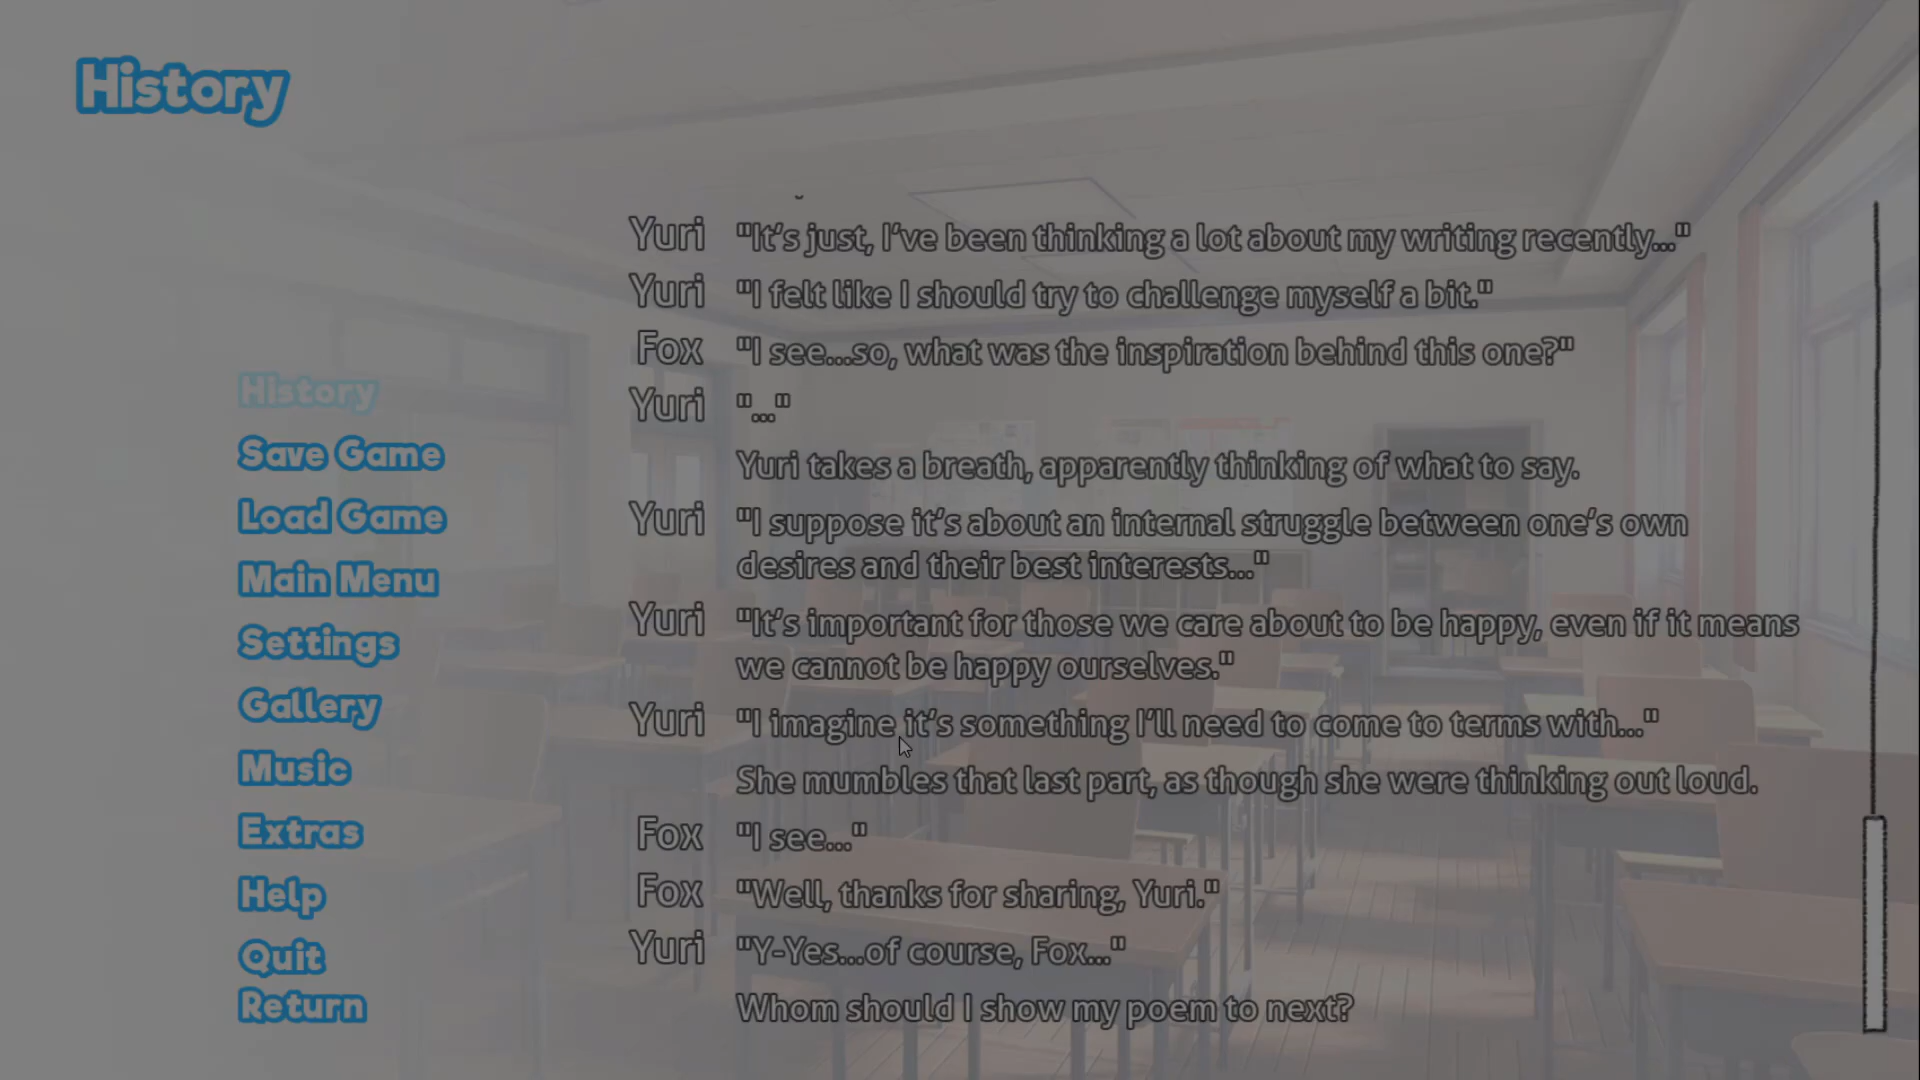 History
Yuri "It's just, I've been thinking a lot about my writing recently..."
Yuri "I felt like I should try to challenge myself a bit."
Fox "I see...so, what was the inspiration behind this one?"
Yuri "..."
Yuri takes a breath, apparently thinking of what to say.
Yuri "I suppose it's about an internal struggle between one's own
desires and their best interests..."
Yuri "It's important for those we care about to be happy, even if it means
we cannot be happy ourselves."
Yuri "I imagine it's something I'll need to come to terms with..."
She mumbles that last part, as though she were thinking out loud.
Fox "I see..."
Fox "Well, thanks for sharing, Yuri."
Yuri "Y-Yes...of course, Fox..."
Whom should I show my poem to next?
History
Save Game
Load Game
Main Menu
Settings
Gallery
Music
Extras
Help
Quit
Return